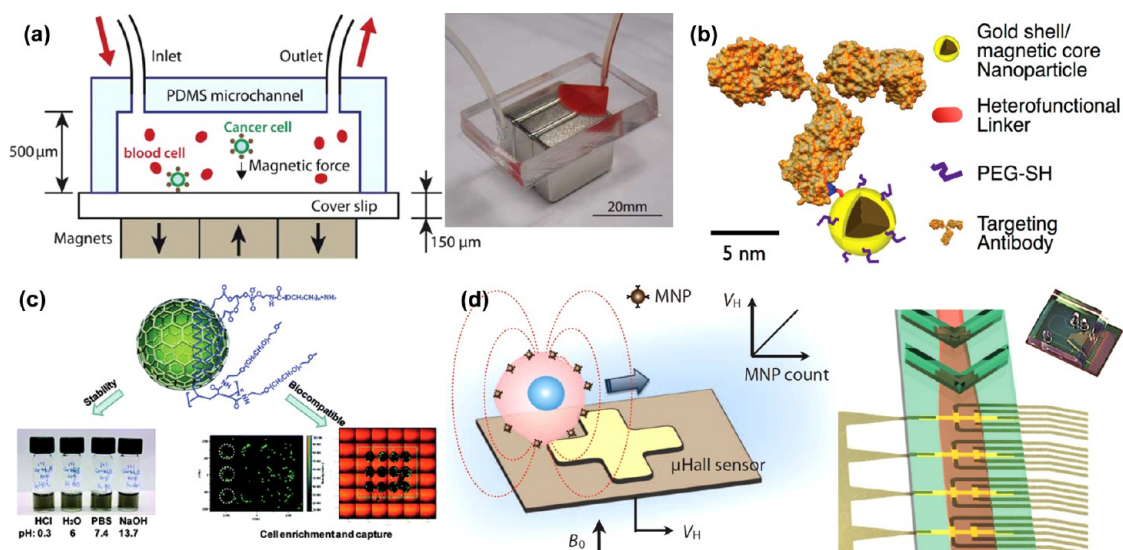 (a)
Inlet
Outlet
PDMS microchannel
500 μm
Cancer cell
blood cell
Magnetic force
Cover slip
Magnets
150 μm
20mm
(b)
Gold shell/
magnetic core
Nanoparticle
Heterofunctional
Linker
PEG-SH
Targeting
Antibody
5 nm
(c)
Stability
Biocompatible
HCl H₂O PBS NaOH
pH: 0.3 6 7.4 13.7
Cell enrichment and capture
(d)
MNP
V_H
MNP count
μHall sensor
B₀
V_H